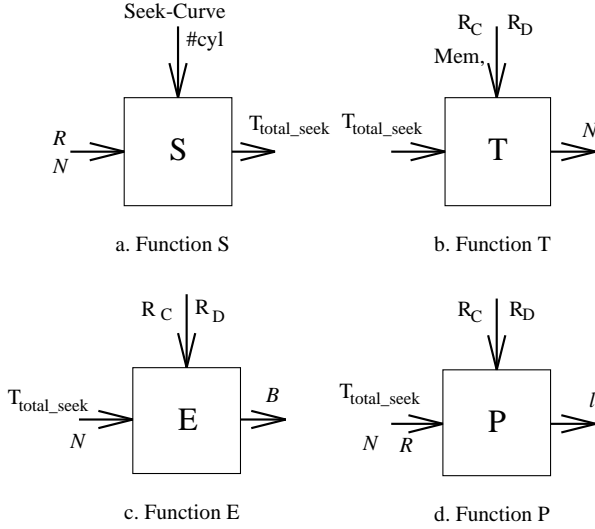 Seek-Curve
#cyl
R
N
S
T_total_seek
a. Function S
R_C R_D
Mem,
T_total_seek
T
N
b. Function T
R_C R_D
T_total_seek
N
E
B
c. Function E
R_C R_D
T_total_seek
N R
P
l
d. Function P